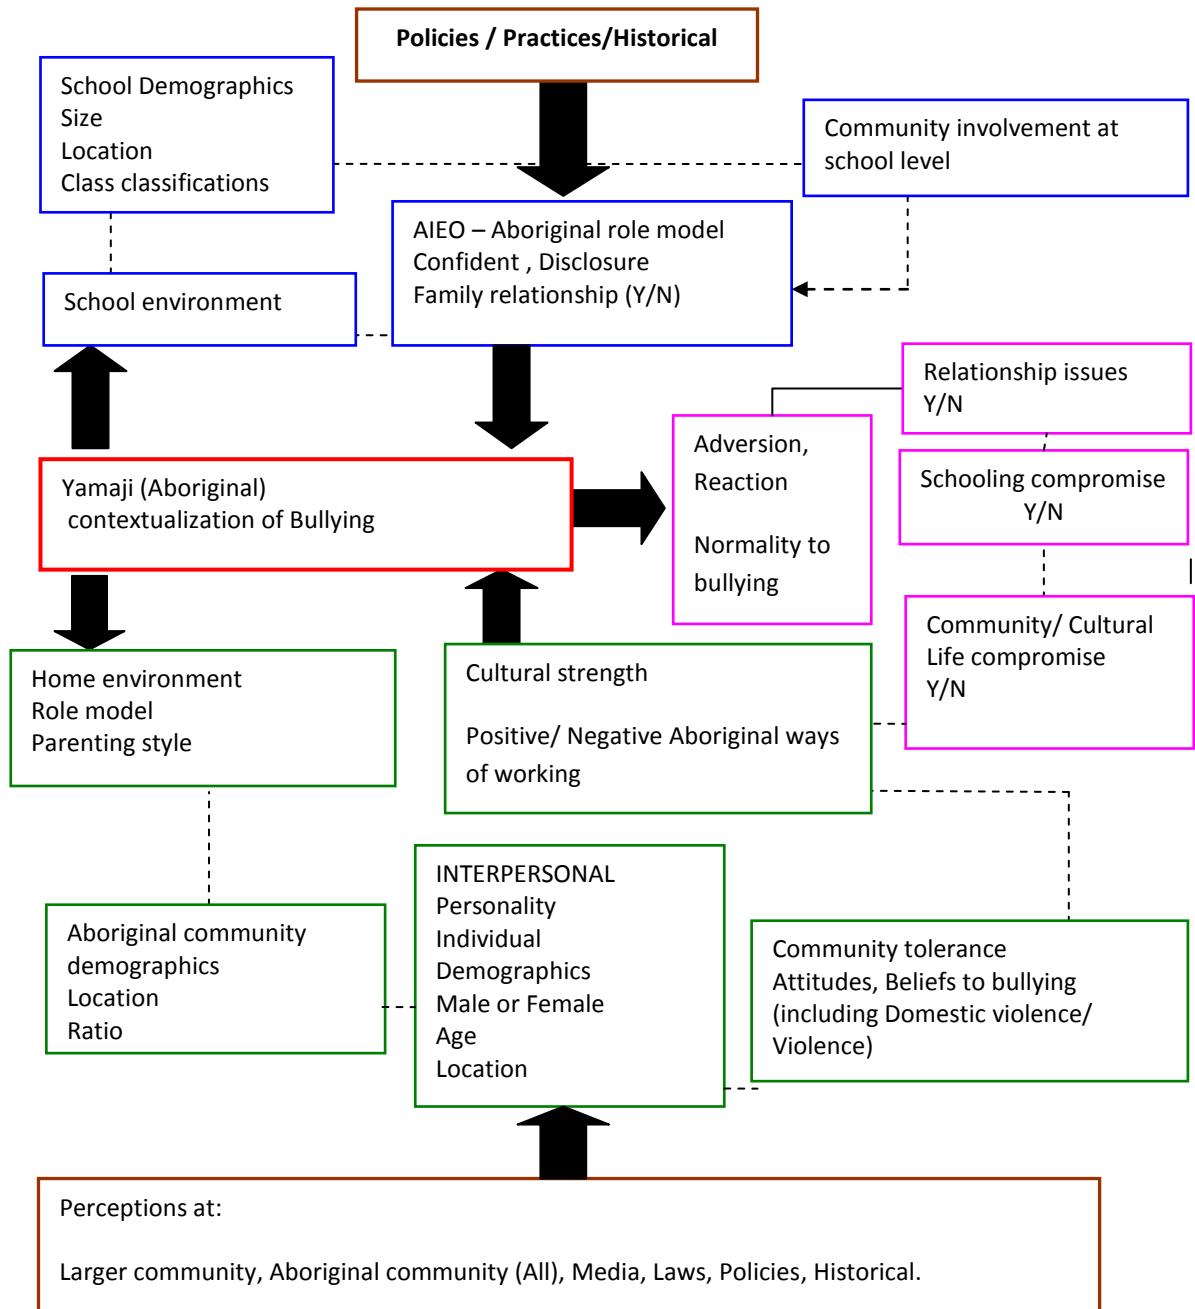 Policies / Practices/Historical
School Demographics
Size
Location
Class classifications
Community involvement at
school level
AIEO – Aboriginal role model
Confident , Disclosure
Family relationship (Y/N)
School environment
Relationship issues
Y/N
Adversion,
Reaction
Normality to
bullying
Schooling compromise
Y/N
Yamaji (Aboriginal)
contextualization of Bullying
Community/ Cultural
Life compromise
Y/N
Home environment
Role model
Parenting style
Cultural strength
Positive/ Negative Aboriginal ways
of working
INTERPERSONAL
Personality
Individual
Demographics
Male or Female
Age
Location
Aboriginal community
demographics
Location
Ratio
Community tolerance
Attitudes, Beliefs to bullying
(including Domestic violence/
Violence)
Perceptions at:
Larger community, Aboriginal community (All), Media, Laws, Policies, Historical.